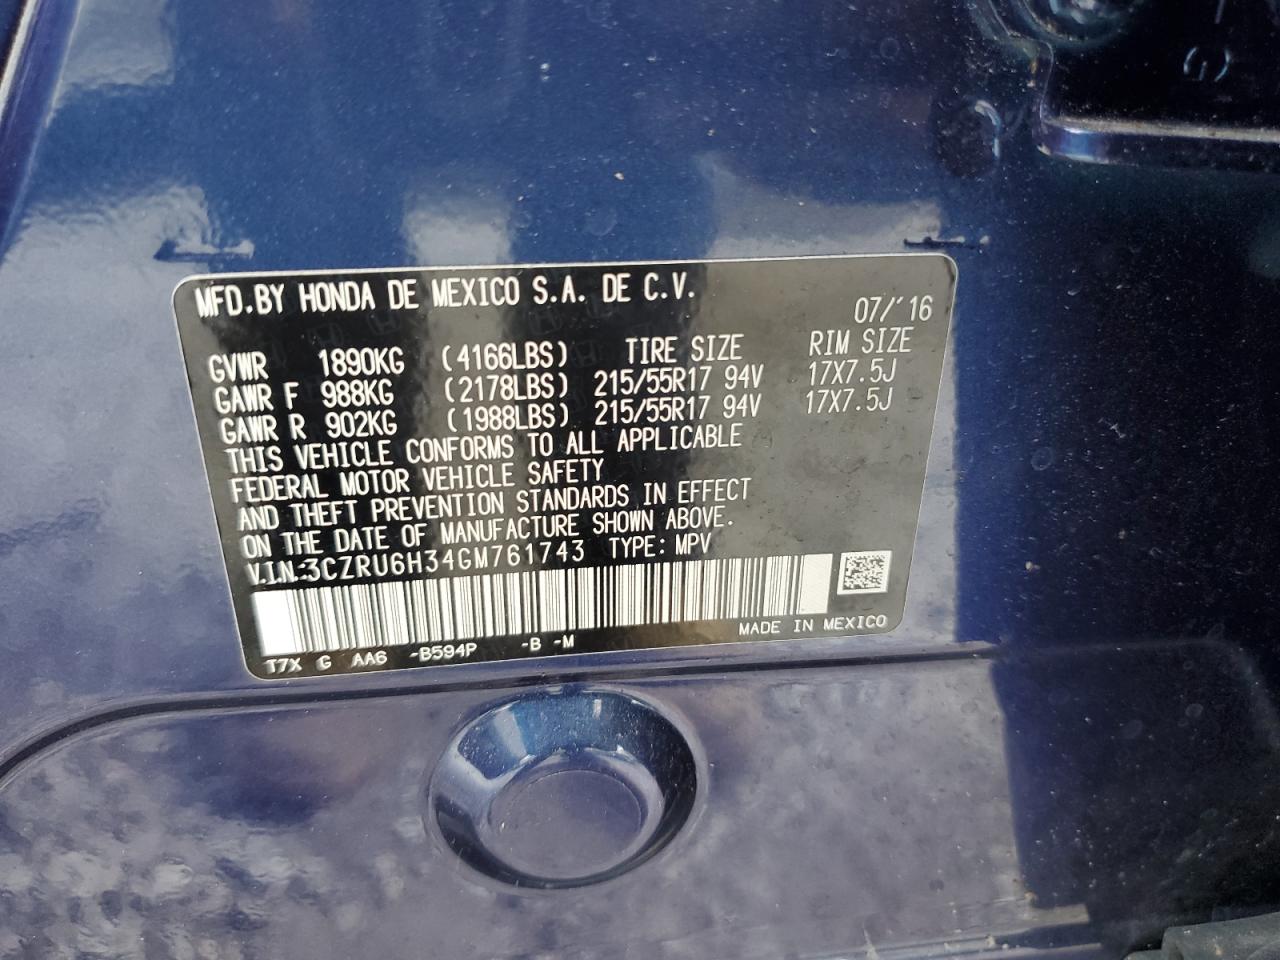 MFD.BY HONDA DE MEXICO S.A. DE C.V.
07/'16
GVWR 1890KG (4166LBS) TIRE SIZE RIM SIZE
GAWR F 988KG (2178LBS) 215/55R17 94V 17X7.5J
GAWR R 902KG (1988LBS) 215/55R17 94V 17X7.5J
THIS VEHICLE CONFORMS TO ALL APPLICABLE
FEDERAL MOTOR VEHICLE SAFETY
AND THEFT PREVENTION STANDARDS IN EFFECT
ON THE DATE OF MANUFACTURE SHOWN ABOVE.
V.I.N:3CZRU6H34GM761743 TYPE: MPV
MADE IN MEXICO
T7X G AA6 -B594P -B -M